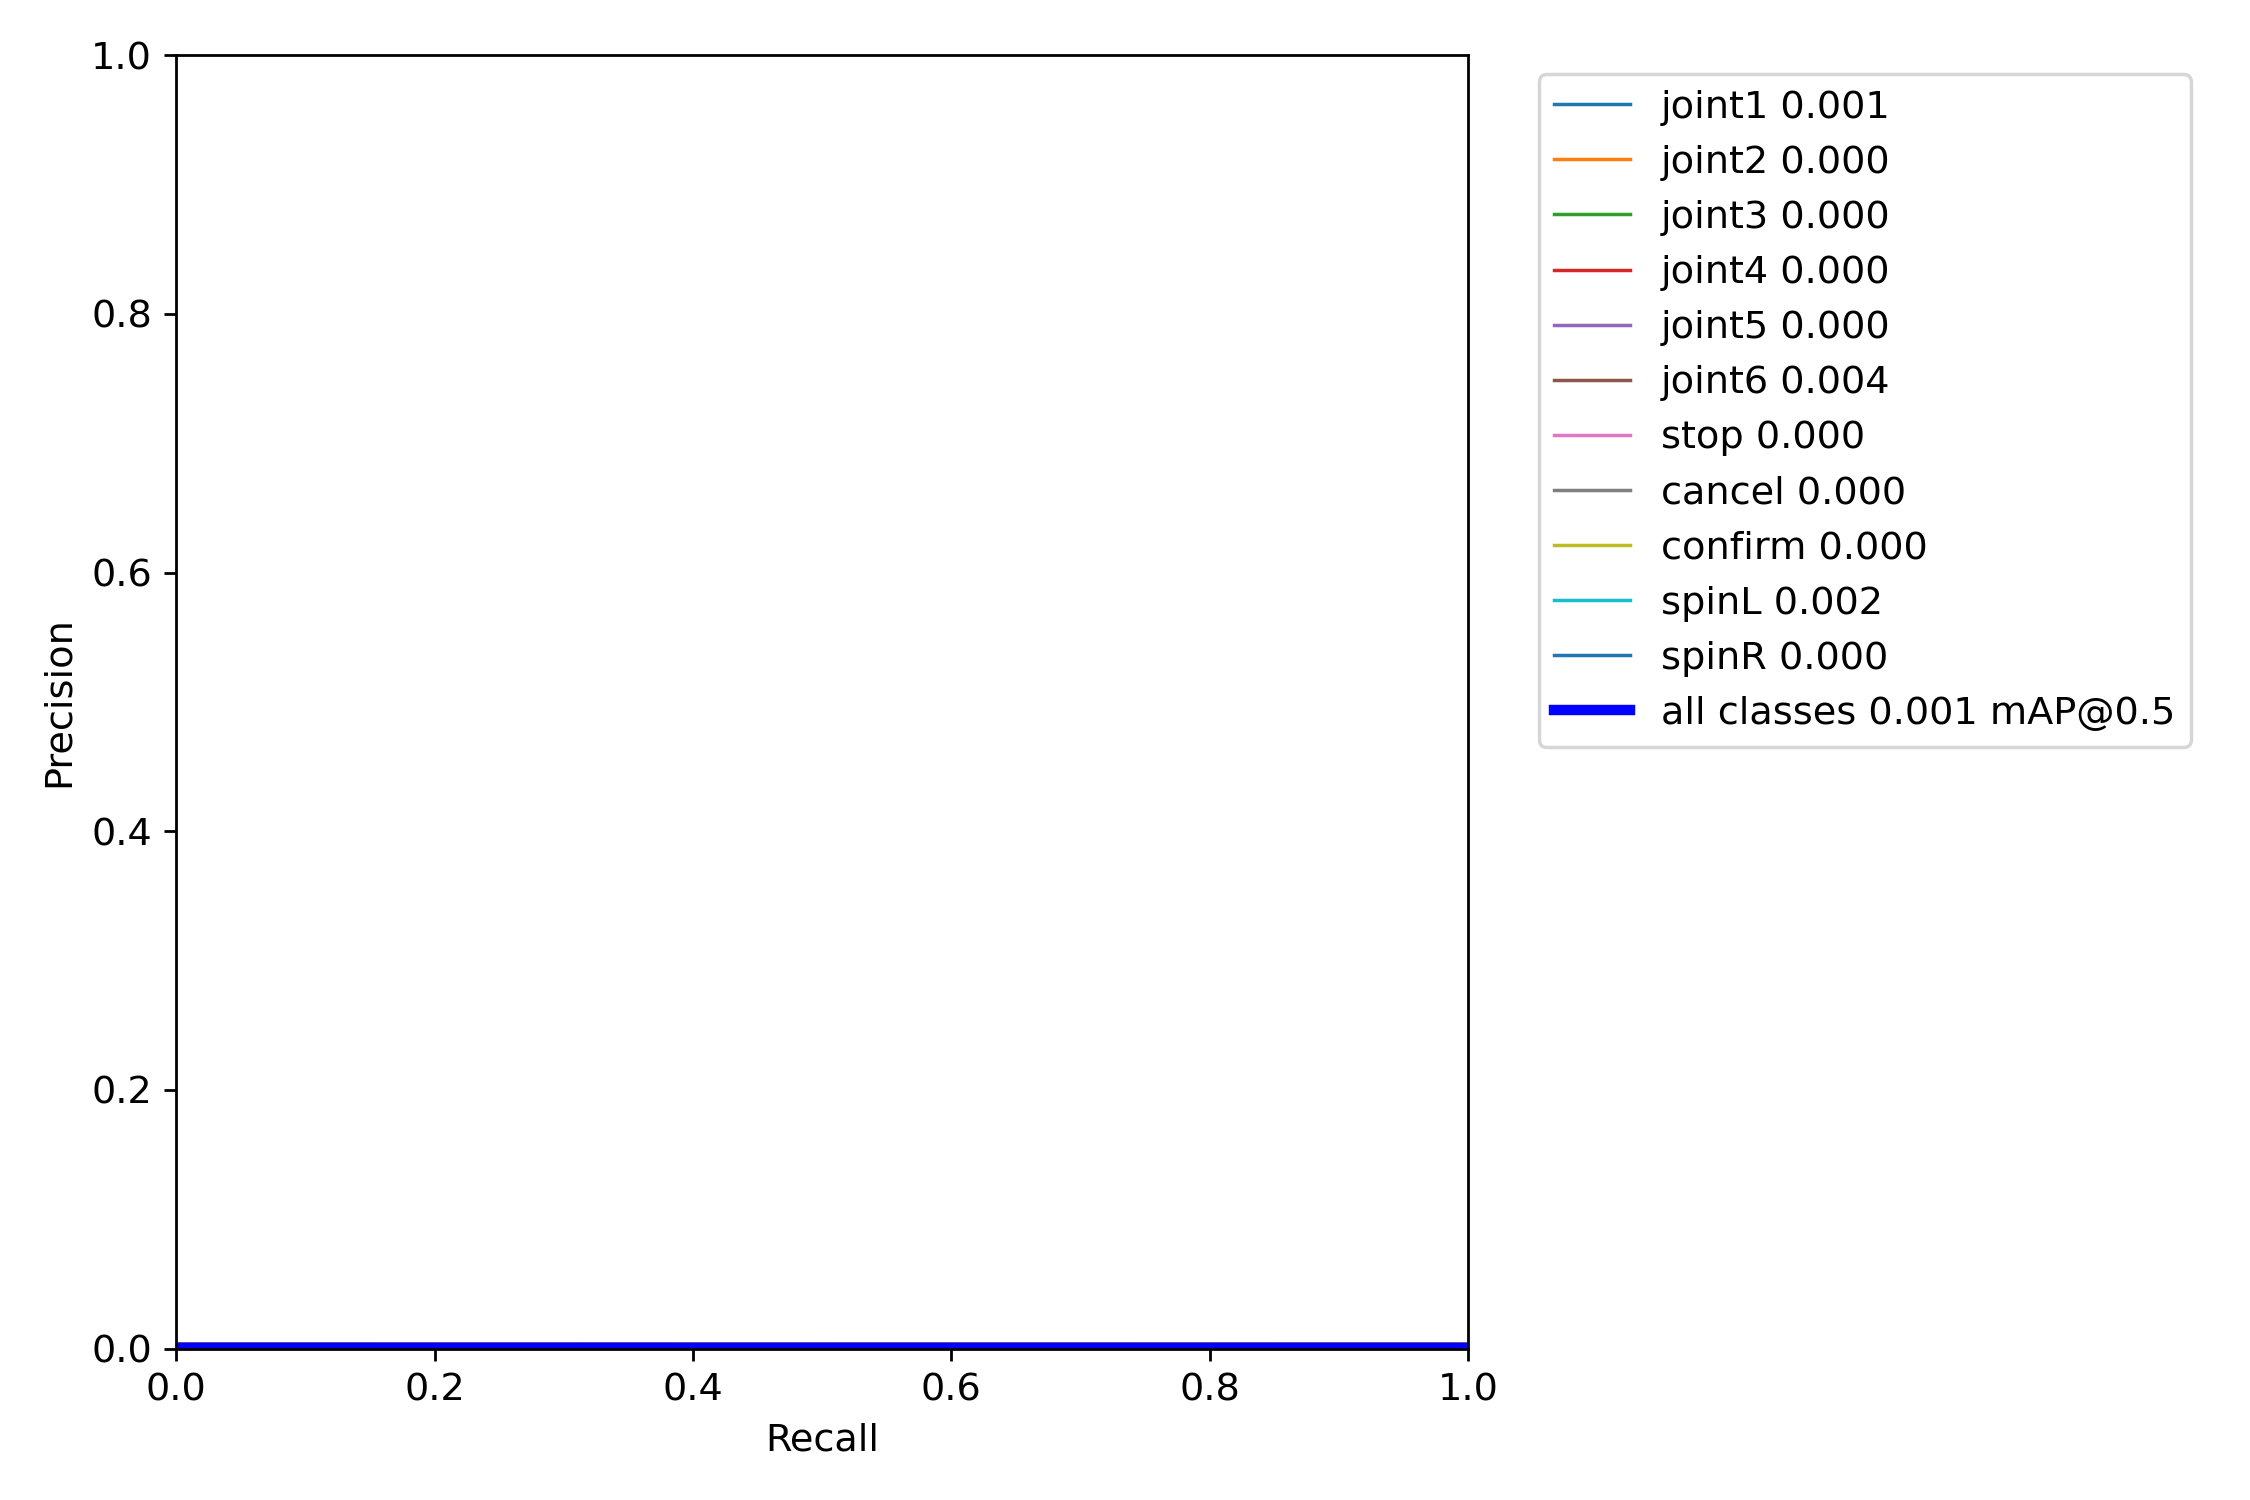 1.0
0.8
0.6
0.4
0.2
0.0
Precision
0.0 0.2 0.4 0.6 0.8 1.0
Recall
joint1 0.001
joint2 0.000
joint3 0.000
joint4 0.000
joint5 0.000
joint6 0.004
stop 0.000
cancel 0.000
confirm 0.000
spinL 0.002
spinR 0.000
all classes 0.001 mAP@0.5